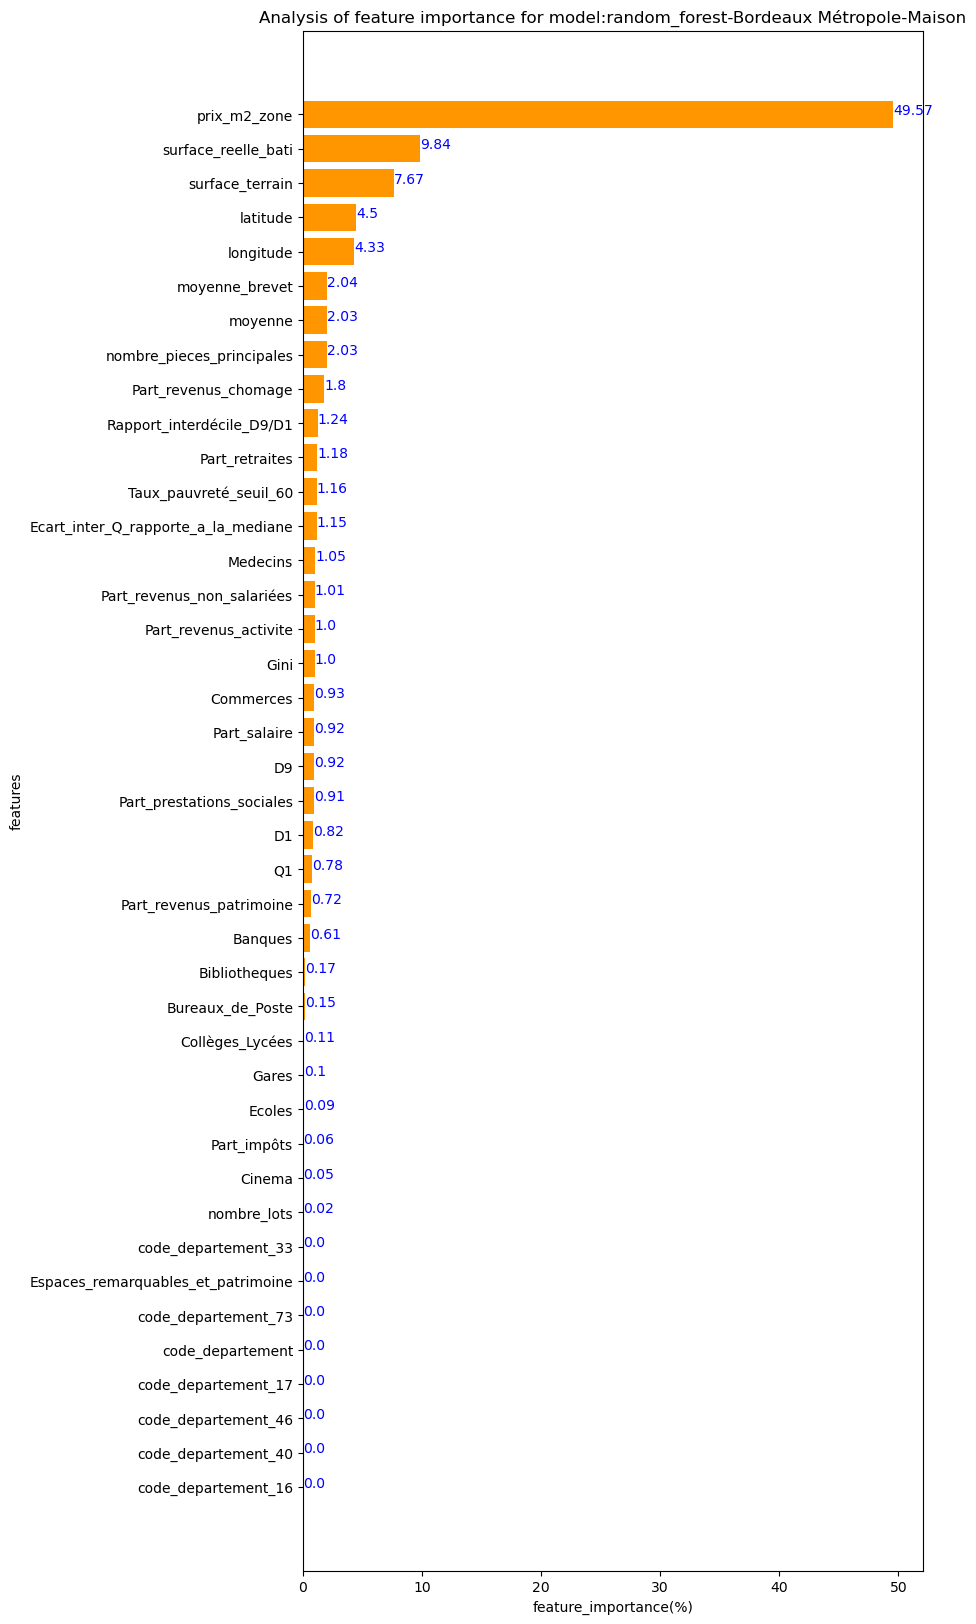 Analysis of feature importance for model:random_forest-Bordeaux Métropole-Maison
prix_m2_zone 49.57
surface_reelle_bati 9.84
surface_terrain 7.67
latitude 4.5
longitude 4.33
moyenne_brevet 2.04
moyenne 2.03
nombre_pieces_principales 2.03
Part_revenus_chomage 1.8
Rapport_interdécile_D9/D1 1.24
Part_retraites 1.18
Taux_pauvreté_seuil_60 1.16
Ecart_inter_Q_rapporte_a_la_mediane 1.15
Medecins 1.05
Part_revenus_non_salariées 1.01
Part_revenus_activite 1.0
Gini 1.0
Commerces 0.93
Part_salaire 0.92
D9 0.92
Part_prestations_sociales 0.91
D1 0.82
Q1 0.78
Part_revenus_patrimoine 0.72
Banques 0.61
Bibliotheques 0.17
Bureaux_de_Poste 0.15
Collèges_Lycées 0.11
Gares 0.1
Ecoles 0.09
Part_impôts 0.06
Cinema 0.05
nombre_lots 0.02
code_departement_33 0.0
Espaces_remarquables_et_patrimoine 0.0
code_departement_73 0.0
code_departement 0.0
code_departement_17 0.0
code_departement_46 0.0
code_departement_40 0.0
code_departement_16 0.0
features
0 10 20 30 40 50
feature_importance(%)